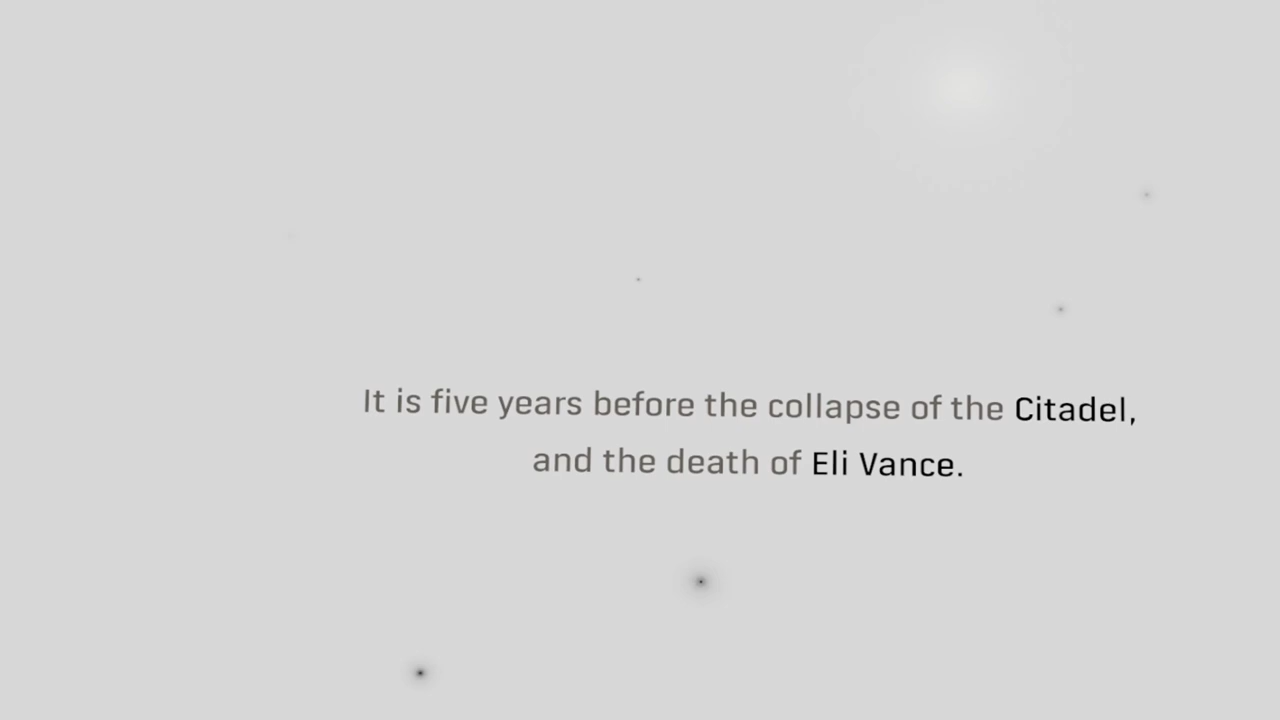 It is five years before the collapse of the Citadel,
and the death of Eli Vance.